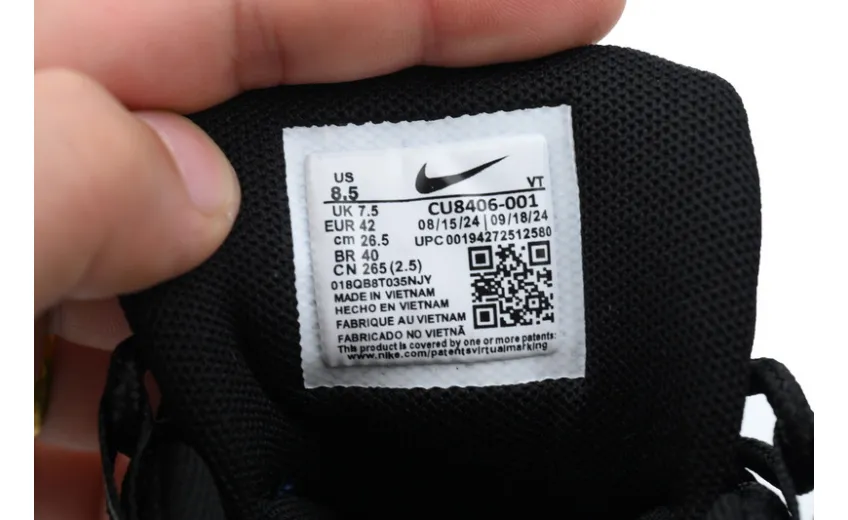 US
8.5
VT
UK 7.5
CU8406-001
EUR 42
08/15/24 | 09/18/24
cm 26.5
UPC 00194272512580
BR 40
CN 265 (2.5)
018QB8T035NJY
MADE IN VIETNAM
HECHO EN VIETNAM
FABRIQUE AU VIETNAM
FABRICADO NO VIETNÃ
This product is covered by one or more patents:
www.nike.com/patentsvirtualmarking